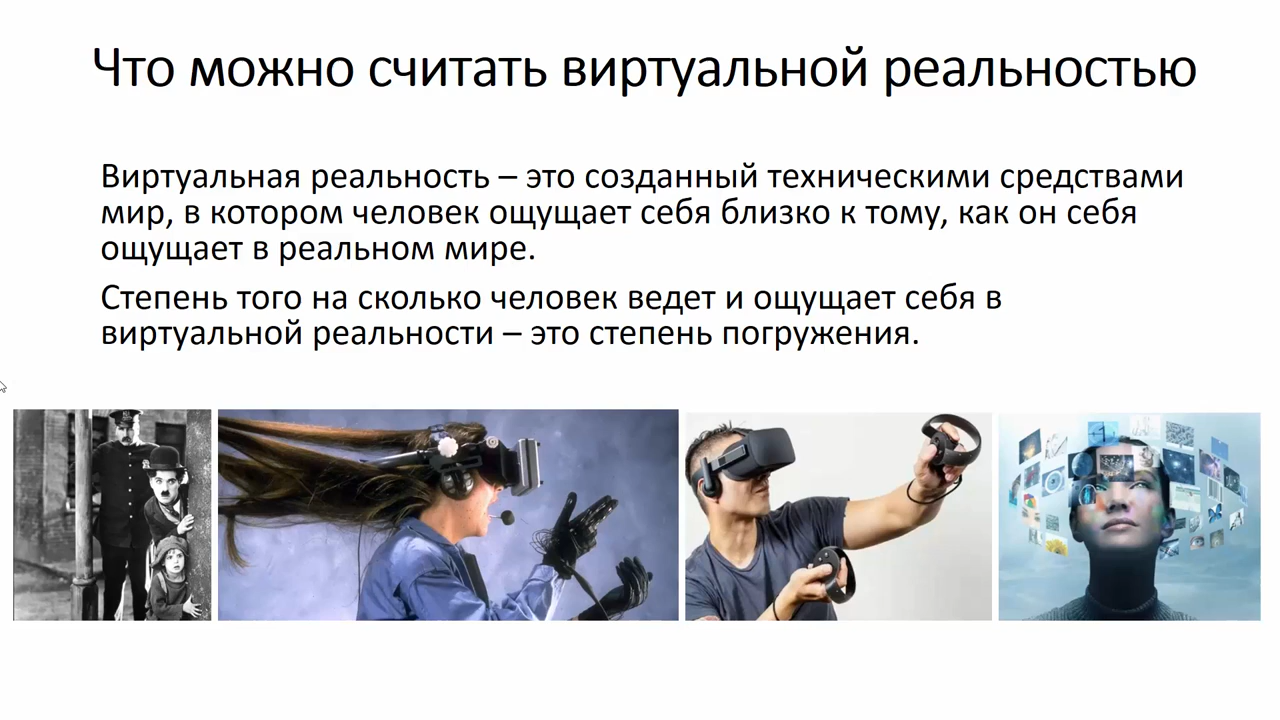 Что можно считать виртуальной реальностью
Виртуальная реальность – это созданный техническими средствами
мир, в котором человек ощущает себя близко к тому, как он себя
ощущает в реальном мире.
Степень того на сколько человек ведет и ощущает себя в
виртуальной реальности – это степень погружения.